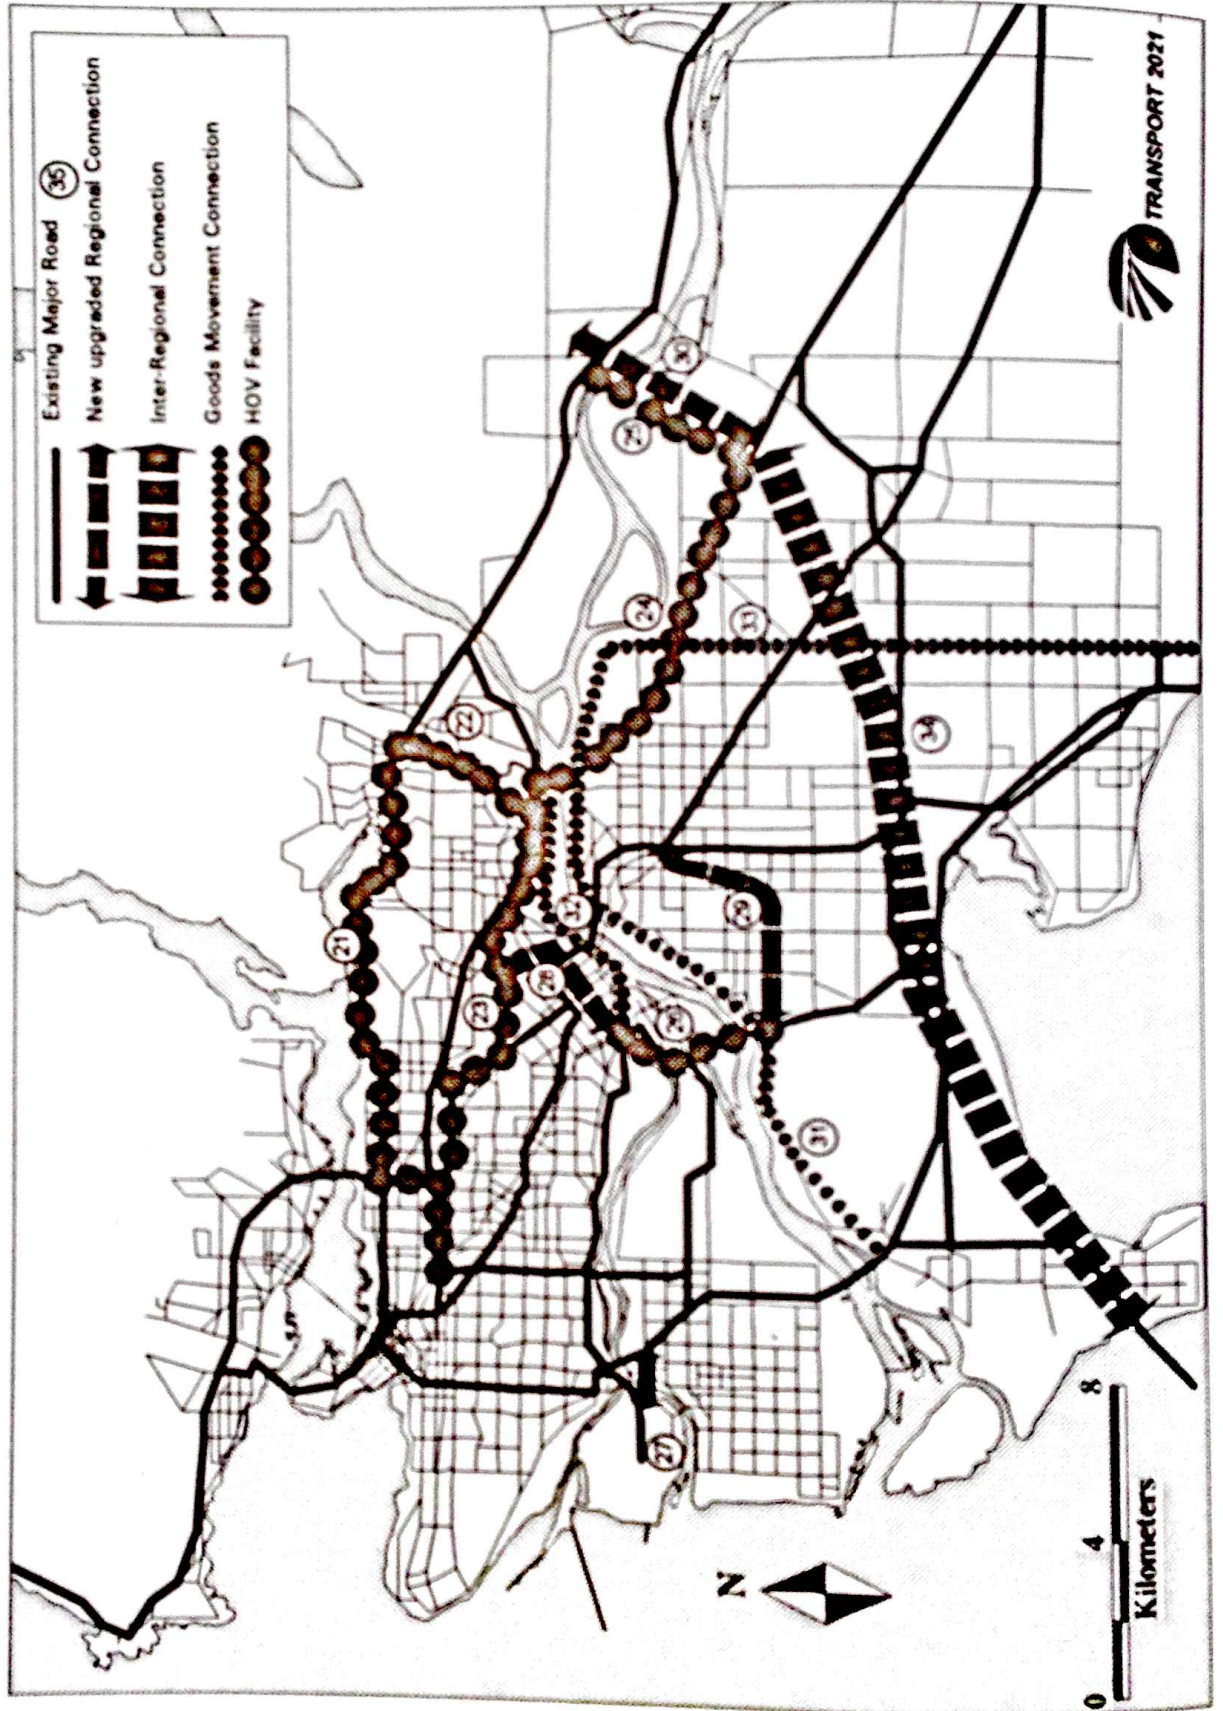 Existing Major Road 35
New upgraded Regional Connection
Inter-Regional Connection
Goods Movement Connection
HOV Facility
21
22
23
24
25
30
33
34
32
28
29
26
31
27
N
0 4 8
Kilometers
TRANSPORT 2021